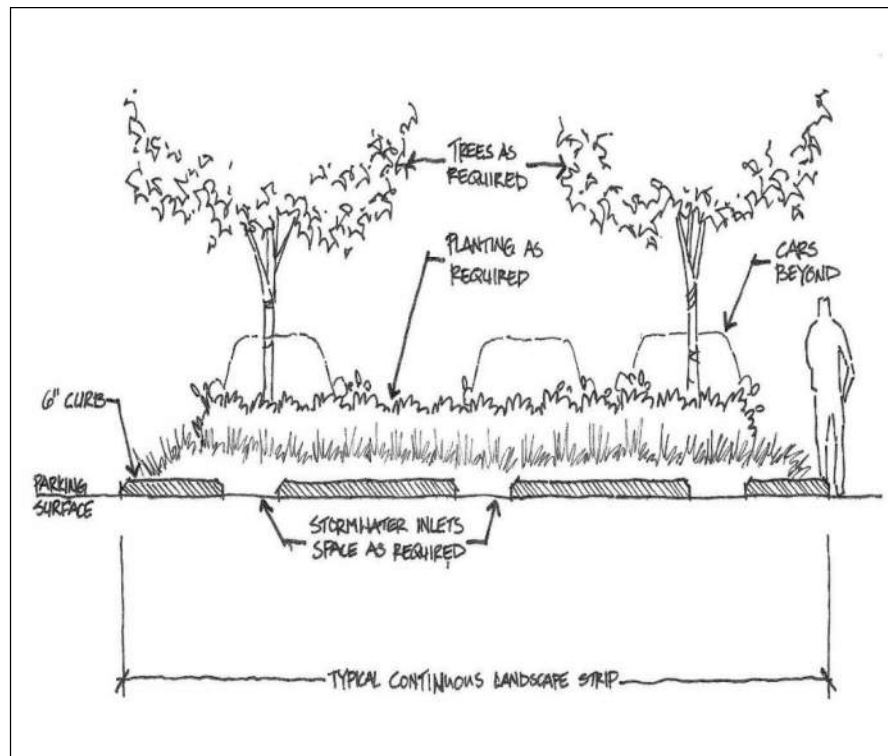 TREES AS
REQUIRED
PLANTING AS
REQUIRED
CARS
BEYOND
6" CURB
PARKING
SURFACE
STORMWATER INLETS
SPACE AS REQUIRED
TYPICAL CONTINUOUS LANDSCAPE STRIP